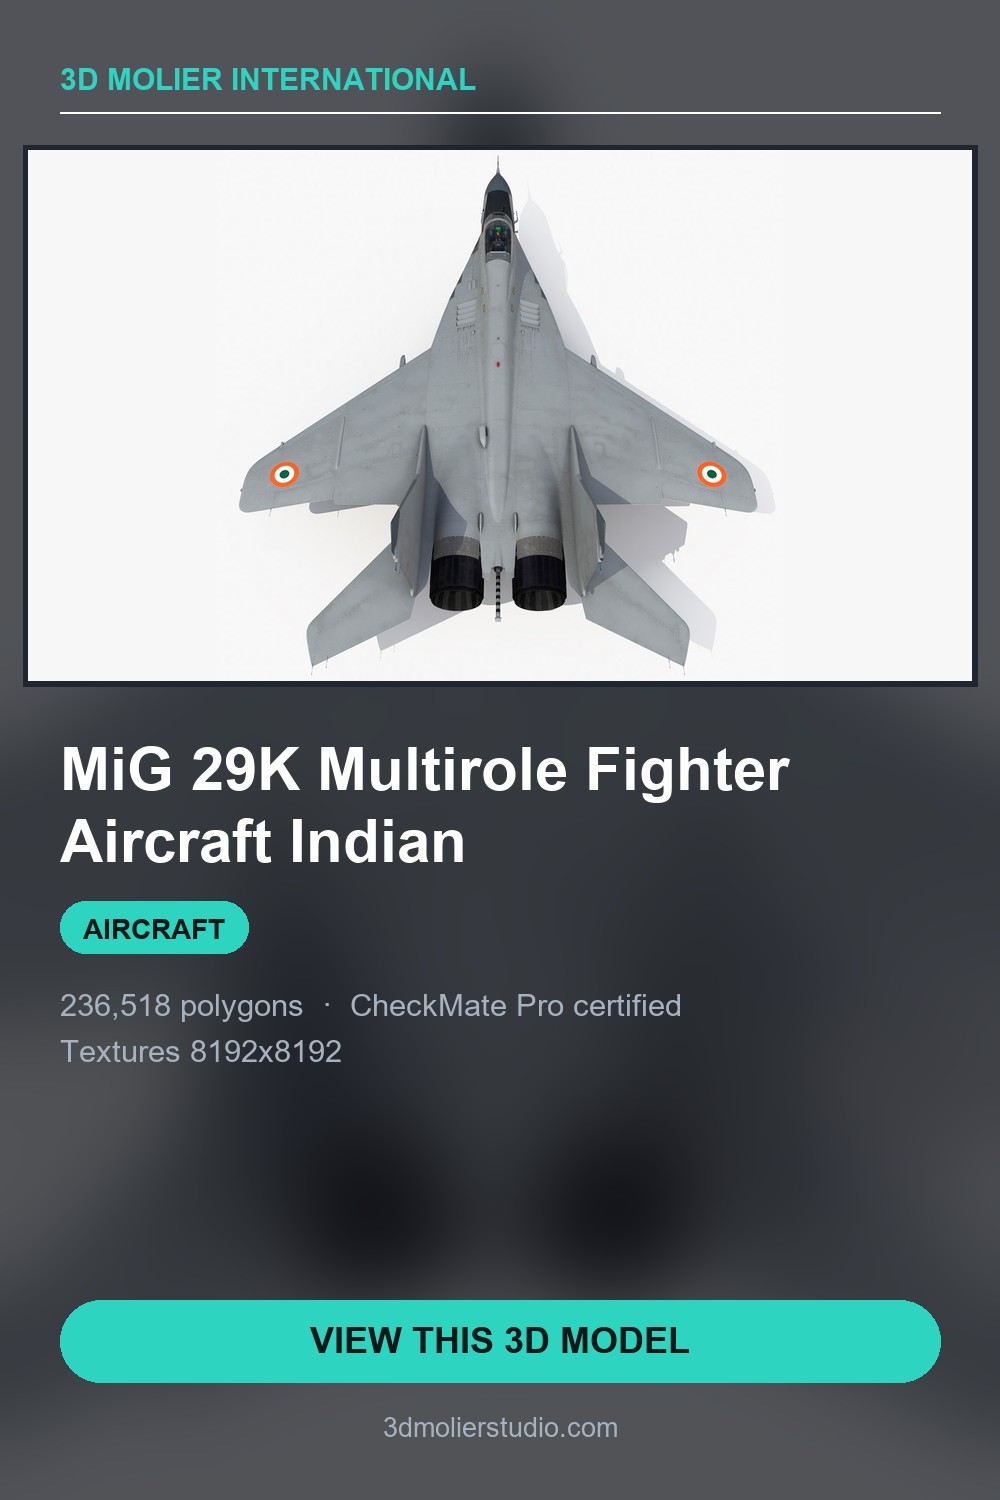 3D MOLIER INTERNATIONAL
MiG 29K Multirole Fighter
Aircraft Indian
AIRCRAFT
236,518 polygons · CheckMate Pro certified
Textures 8192x8192
VIEW THIS 3D MODEL
3dmolierstudio.com